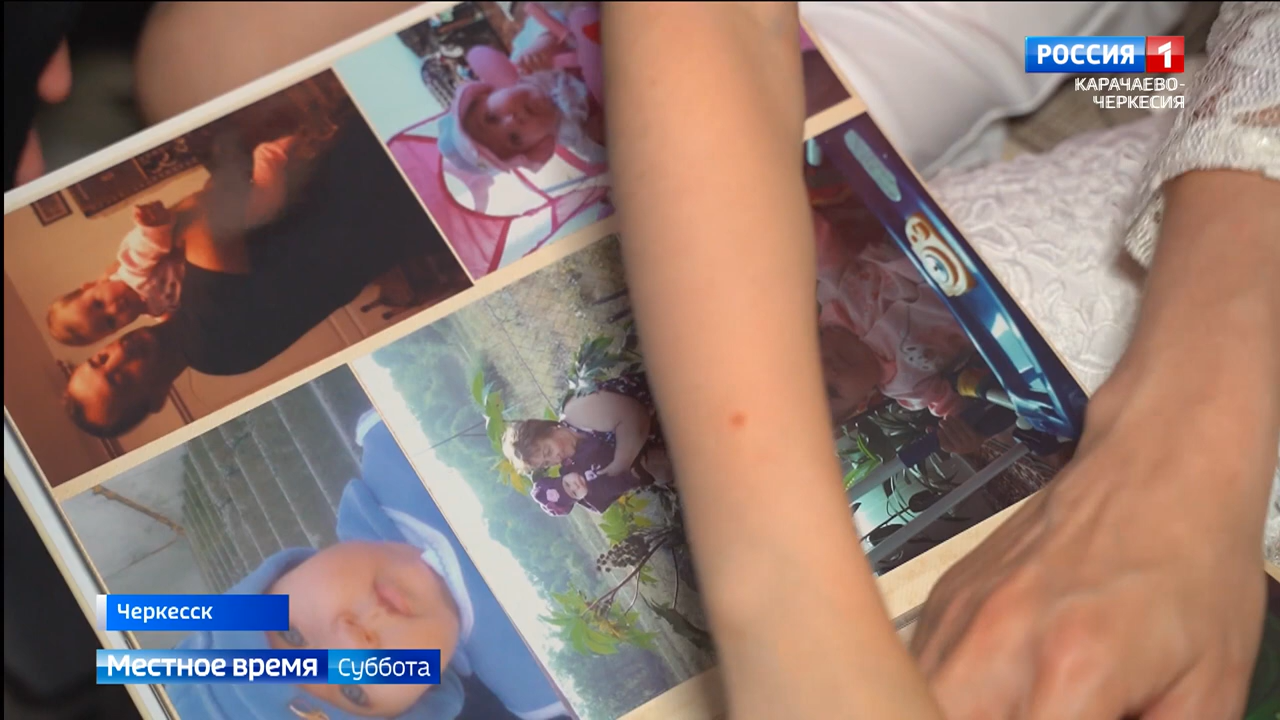 РОССИЯ 1
КАРАЧАЕВО-
ЧЕРКЕСИЯ
Черкесск
Местное время Суббота